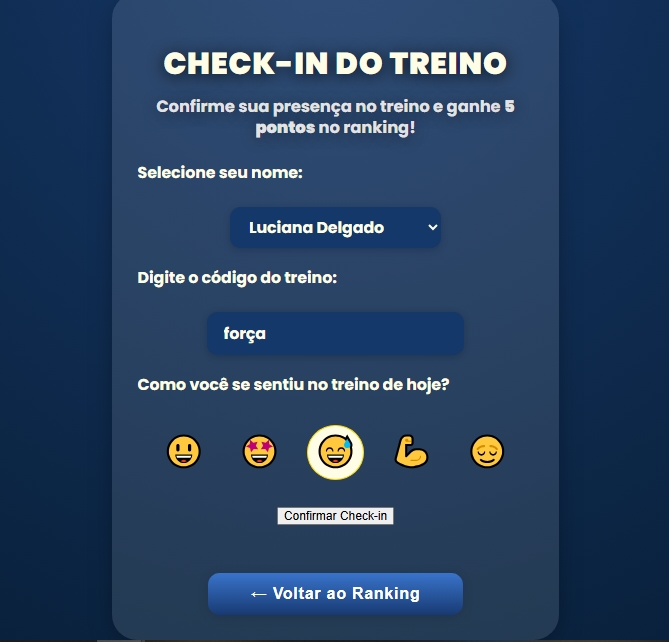 CHECK-IN DO TREINO
Confirme sua presença no treino e ganhe 5
pontos no ranking!
Selecione seu nome:
Luciana Delgado
Digite o código do treino:
força
Como você se sentiu no treino de hoje?
Confirmar Check-in
← Voltar ao Ranking